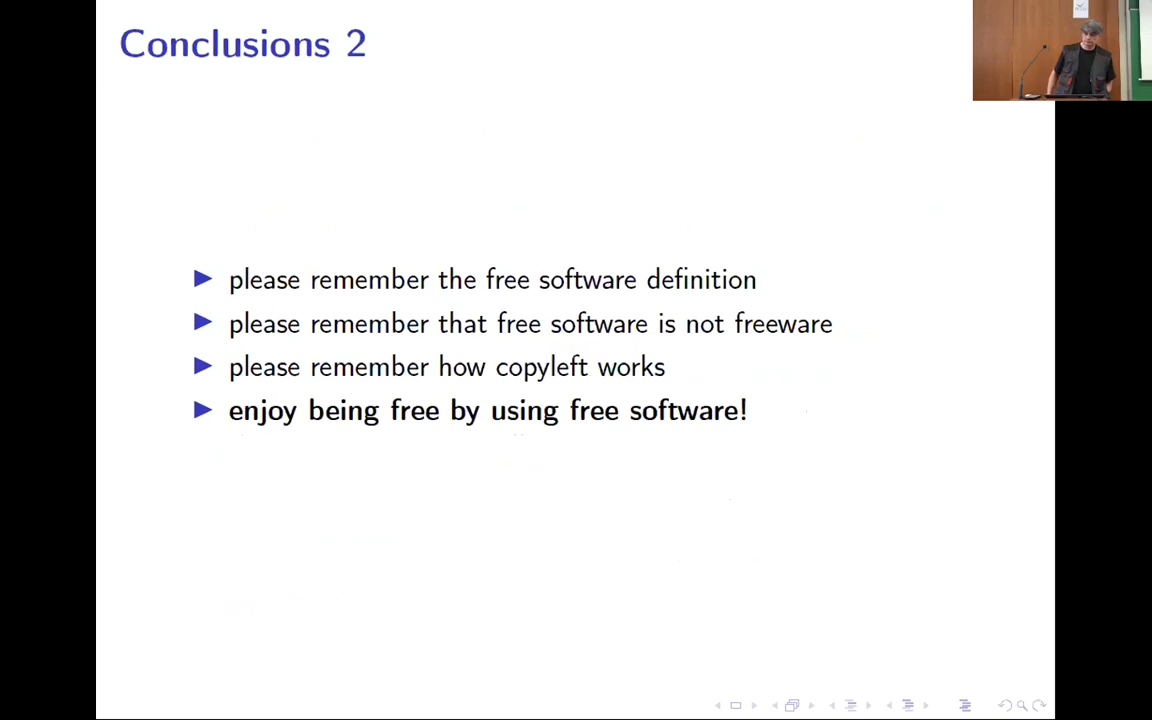 Conclusions 2
please remember the free software definition
please remember that free software is not freeware
please remember how copyleft works
enjoy being free by using free software!